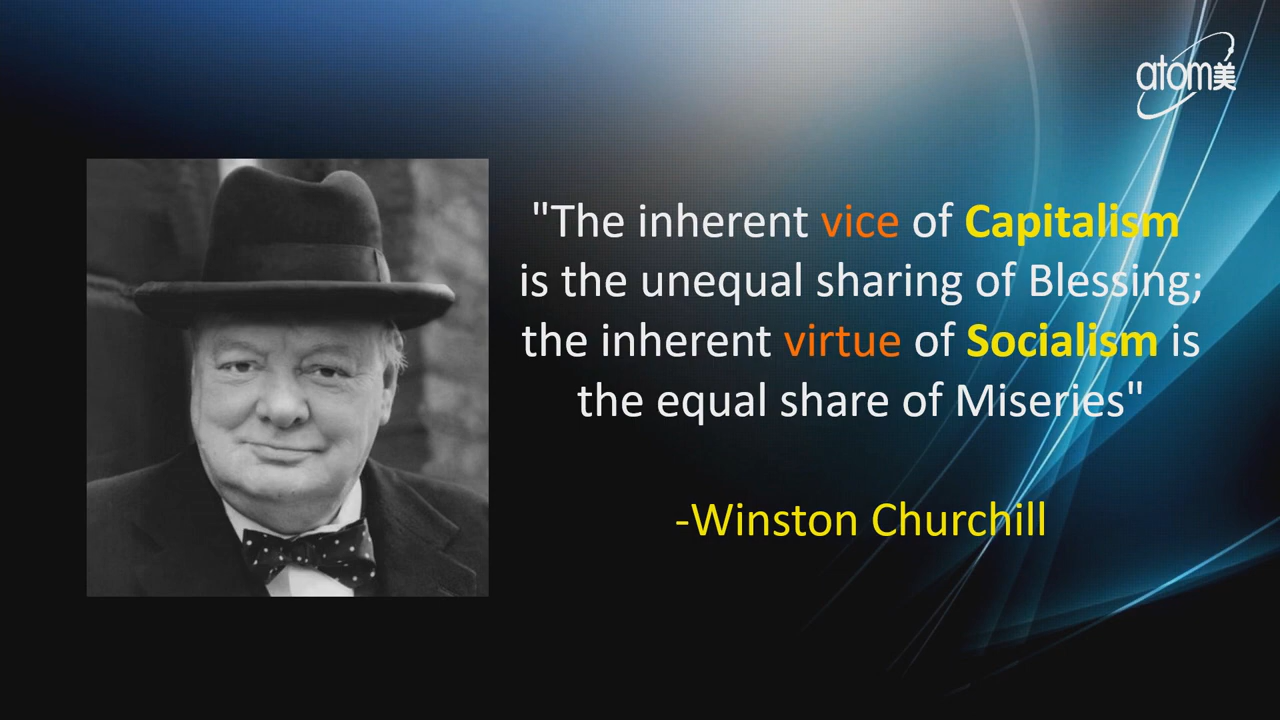 atom美
"The inherent vice of Capitalism
is the unequal sharing of Blessing;
the inherent virtue of Socialism is
the equal share of Miseries"
-Winston Churchill